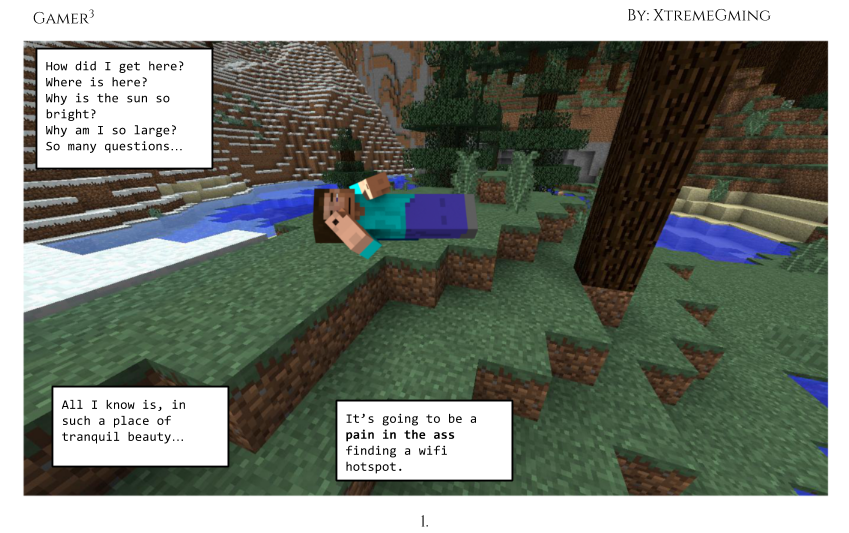 Gamer³
By: XtremeGming
How did I get here?
Where is here?
Why is the sun so
bright?
Why am I so large?
So many questions…
All I know is, in
such a place of
tranquil beauty…
It’s going to be a
pain in the ass
finding a wifi
hotspot.
1.